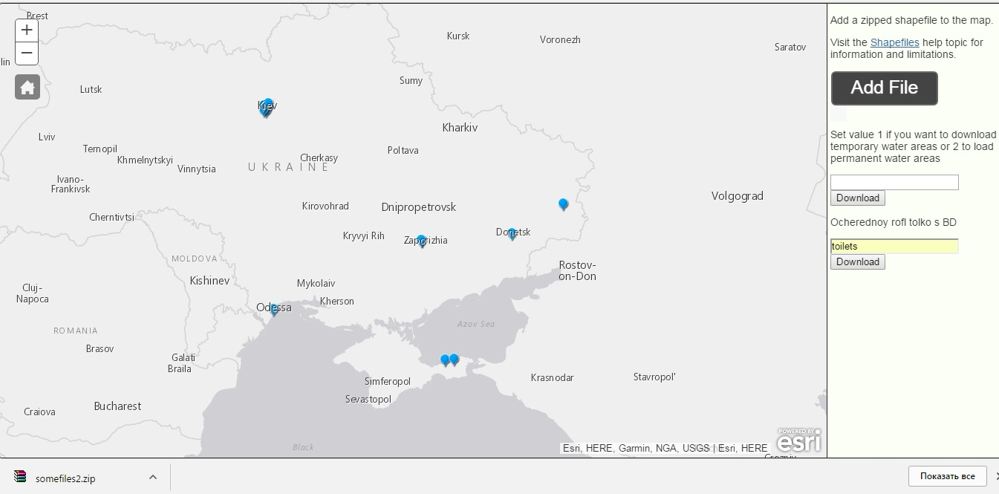 Brest
+
Kursk
Voronezh
Saratov
−
lin
Sumy
Lutsk
Kiev
Kharkiv
Lviv
Ternopil
Khmelnytskyi
Cherkasy
Poltava
Vinnytsia
UKRAINE
Ivano-
Frankivsk
Kirovohrad
Dnipropetrovsk
Volgograd
Cherntivtsi
Kryvyi Rih
Zaporizhia
Donetsk
MOLDOVA
Rostov-
on-Don
Kishinev
Mykolaiv
Cluj-
Napoca
Kherson
Odessa
Azov Sea
ROMANIA
Brasov
Galati
Braila
Simferopol
Krasnodar
Stavropol'
Sevastopol
Bucharest
Craiova
Black
POWERED BY
esri
Esri, HERE, Garmin, NGA, USGS | Esri, HERE
Add a zipped shapefile to the map.
Visit the Shapefiles help topic for
information and limitations.
Add File
Set value 1 if you want to download
temporary water areas or 2 to load
permanent water areas
Download
Ocherednoy rofl tolko s BD
toilets
Download
somefiles2.zip
Показать все